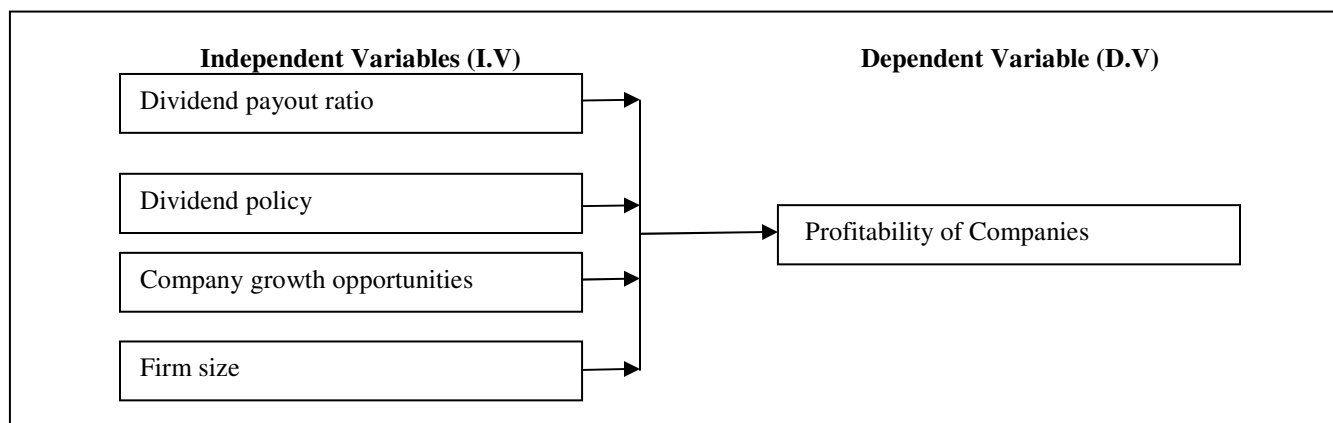 Independent Variables (I.V)
Dependent Variable (D.V)
Dividend payout ratio
Dividend policy
Profitability of Companies
Company growth opportunities
Firm size